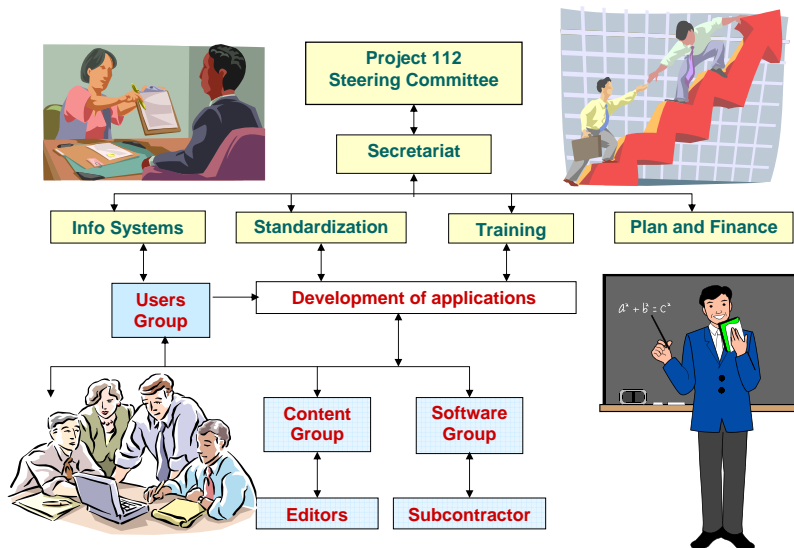 Project 112
Steering Committee
Secretariat
Info Systems
Standardization
Training
Plan and Finance
Users
Group
Development of applications
a² + b² = c²
Content
Group
Software
Group
Editors
Subcontractor